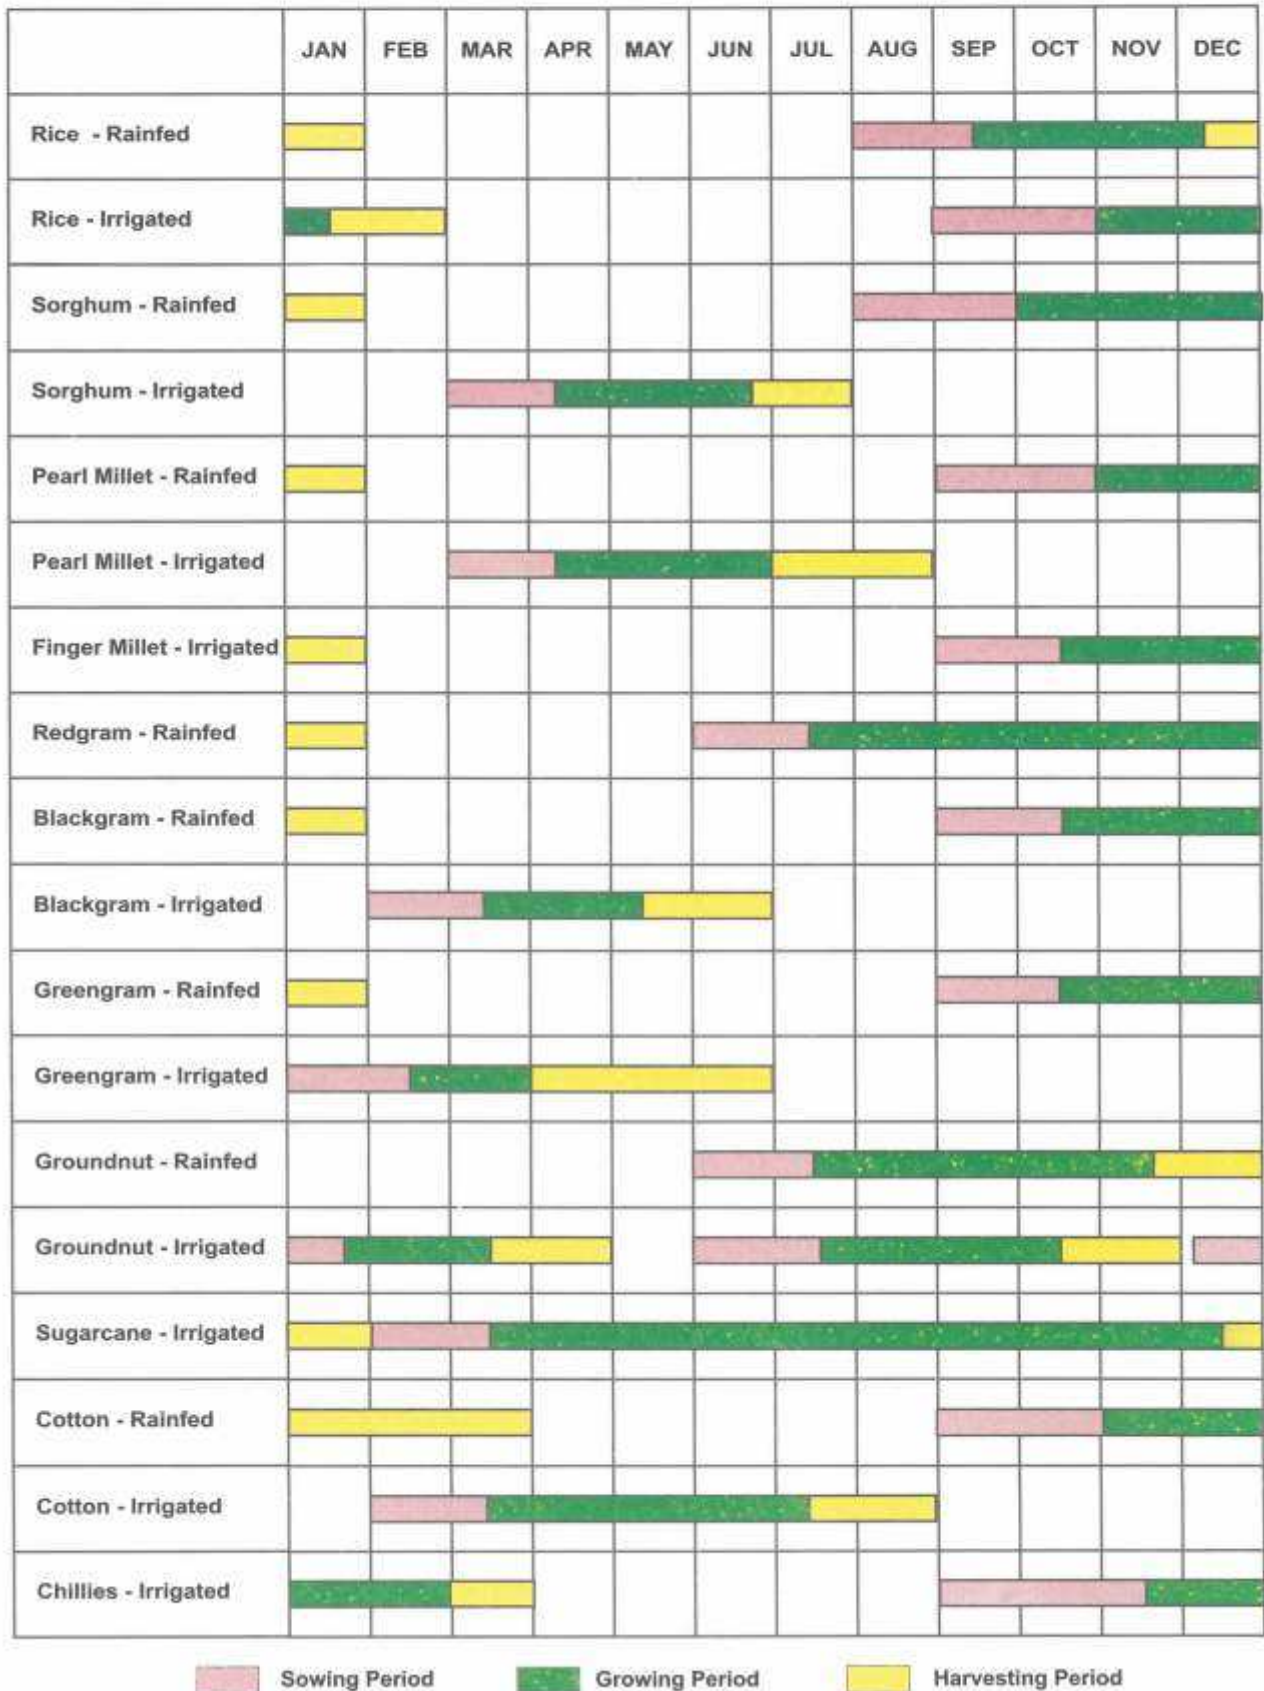 JAN FEB MAR APR MAY JUN JUL AUG SEP OCT NOV DEC
Rice - Rainfed
Rice - Irrigated
Sorghum - Rainfed
Sorghum - Irrigated
Pearl Millet - Rainfed
Pearl Millet - Irrigated
Finger Millet - Irrigated
Redgram - Rainfed
Blackgram - Rainfed
Blackgram - Irrigated
Greengram - Rainfed
Greengram - Irrigated
Groundnut - Rainfed
Groundnut - Irrigated
Sugarcane - Irrigated
Cotton - Rainfed
Cotton - Irrigated
Chillies - Irrigated
Sowing Period Growing Period Harvesting Period